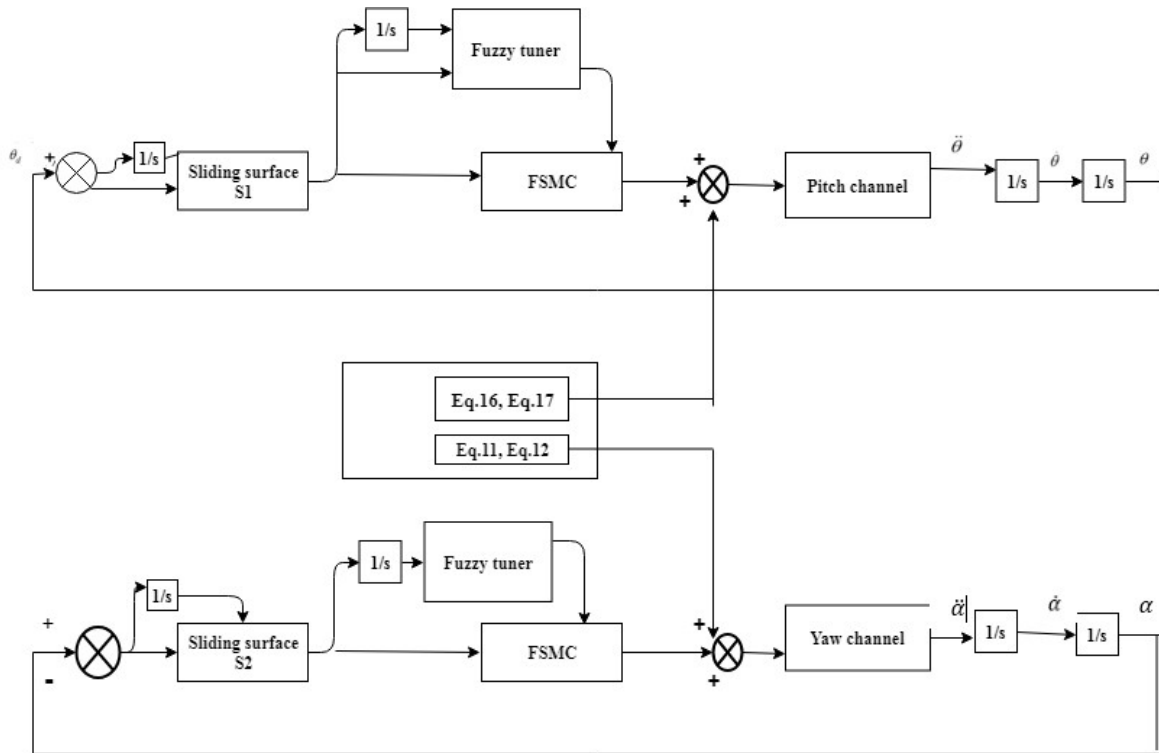 1/s
Fuzzy tuner
θ_d
+,
1/s
Sliding surface
S1
FSMC
+
+
Pitch channel
θ̈
1/s
θ̇
1/s
θ
Eq.16, Eq.17
Eq.11, Eq.12
1/s
Fuzzy tuner
1/s
+
-
Sliding surface
S2
FSMC
+
+
Yaw channel
α̈
1/s
α̇
1/s
α